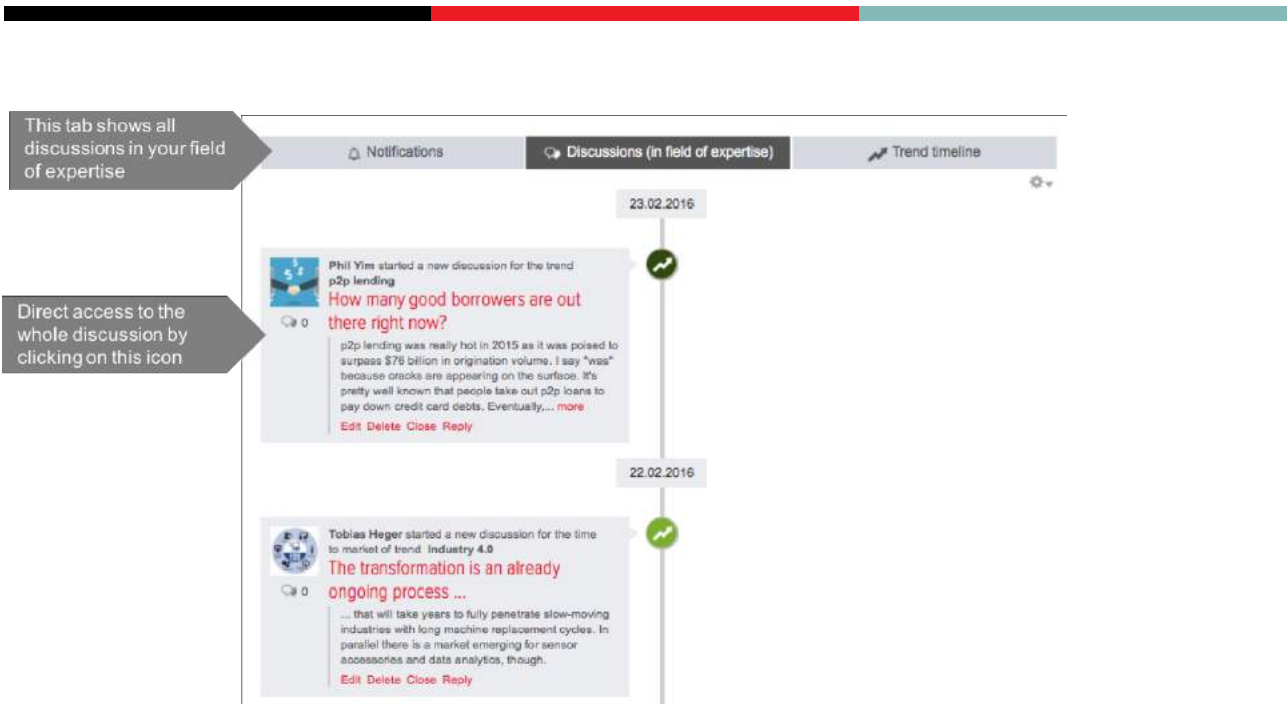 This tab shows all
discussions in your field
of expertise
Notifications
Discussions (in field of expertise)
Trend timeline
23.02.2016
Phil Yim started a new discussion for the trend
p2p lending
How many good borrowers are out
0 there right now?
p2p lending was really hot in 2015 as it was poised to
surpass $76 billion in origination volume. I say "was"
because cracks are appearing on the surface. It's
pretty well known that people take out p2p loans to
pay down credit card debts. Eventually,... more
Edit Delete Close Reply
Direct access to the
whole discussion by
clicking on this icon
22.02.2016
Tobias Heger started a new discussion for the time
to market of trend Industry 4.0
The transformation is an already
0 ongoing process ...
... that will take years to fully penetrate slow-moving
industries with long machine replacement cycles. In
parallel there is a market emerging for sensor
accessories and data analytics, though.
Edit Delete Close Reply